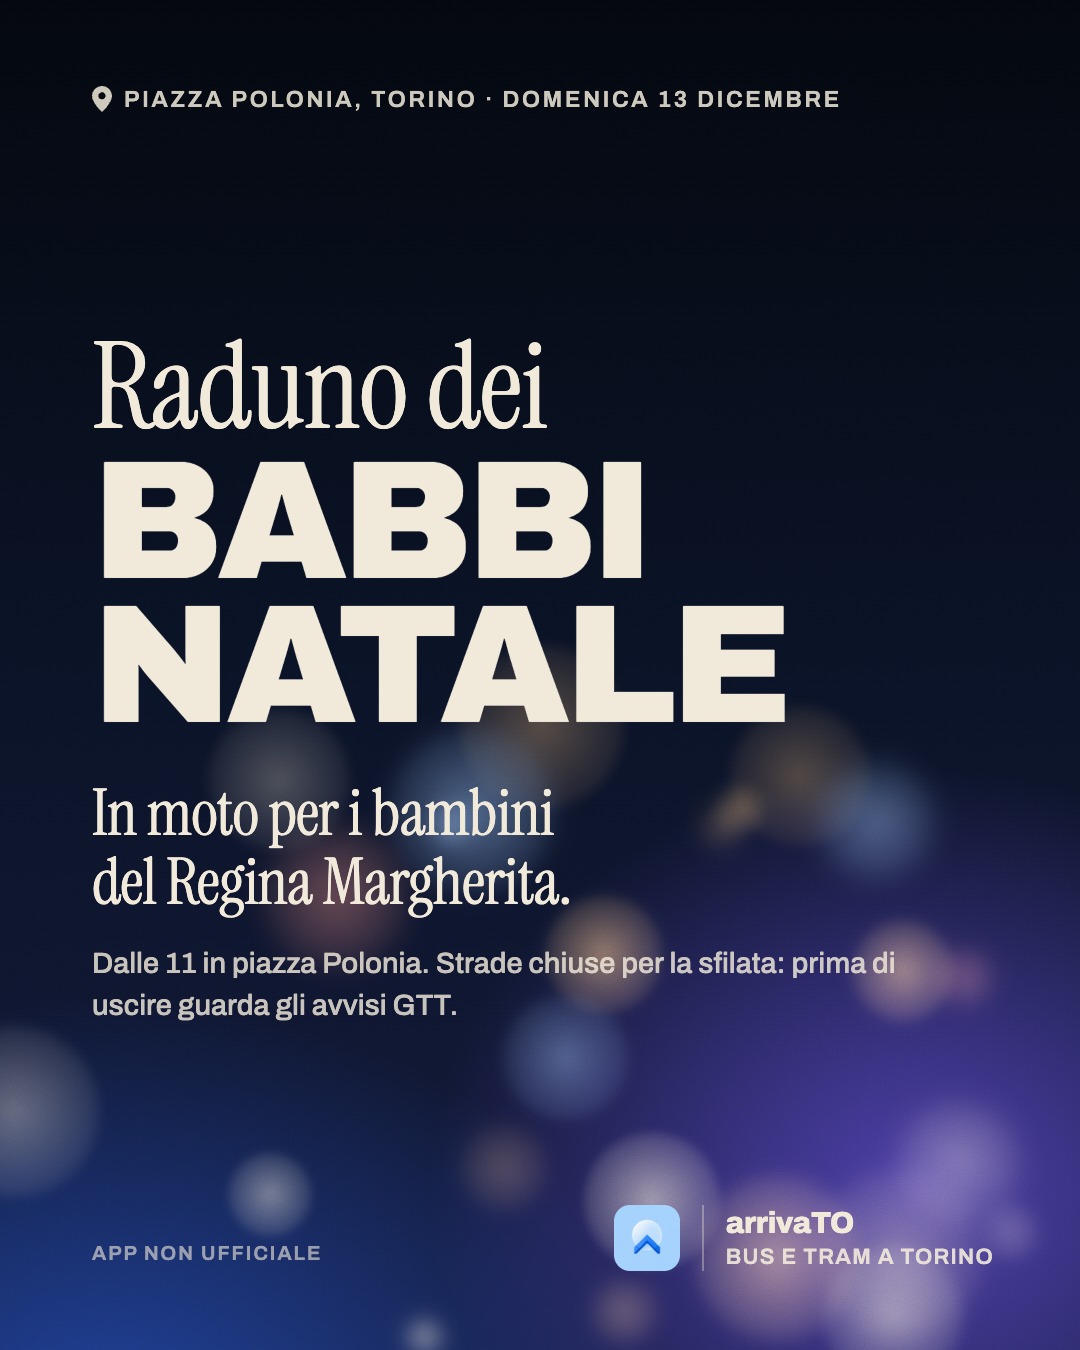 PIAZZA POLONIA, TORINO · DOMENICA 13 DICEMBRE
Raduno dei
BABBI
NATALE
In moto per i bambini
del Regina Margherita.
Dalle 11 in piazza Polonia. Strade chiuse per la sfilata: prima di
uscire guarda gli avvisi GTT.
APP NON UFFICIALE
arrivaTO
BUS E TRAM A TORINO